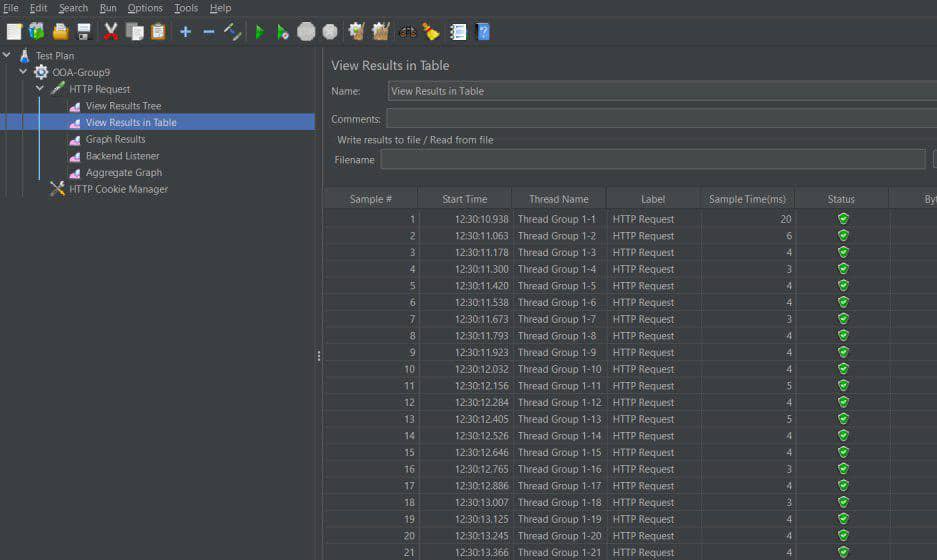 File Edit Search Run Options Tools Help
Test Plan
OOA-Group9
HTTP Request
View Results Tree
View Results in Table
Graph Results
Backend Listener
Aggregate Graph
HTTP Cookie Manager
View Results in Table
Name: View Results in Table
Comments:
Write results to file / Read from file
Filename
Sample # Start Time Thread Name Label Sample Time(ms) Status Byt
1 12:30:10.938 Thread Group 1-1 HTTP Request 20
2 12:30:11.063 Thread Group 1-2 HTTP Request 6
3 12:30:11.178 Thread Group 1-3 HTTP Request 4
4 12:30:11.300 Thread Group 1-4 HTTP Request 3
5 12:30:11.420 Thread Group 1-5 HTTP Request 4
6 12:30:11.538 Thread Group 1-6 HTTP Request 4
7 12:30:11.673 Thread Group 1-7 HTTP Request 3
8 12:30:11.793 Thread Group 1-8 HTTP Request 4
9 12:30:11.923 Thread Group 1-9 HTTP Request 4
10 12:30:12.032 Thread Group 1-10 HTTP Request 4
11 12:30:12.156 Thread Group 1-11 HTTP Request 5
12 12:30:12.284 Thread Group 1-12 HTTP Request 4
13 12:30:12.405 Thread Group 1-13 HTTP Request 5
14 12:30:12.526 Thread Group 1-14 HTTP Request 4
15 12:30:12.646 Thread Group 1-15 HTTP Request 4
16 12:30:12.765 Thread Group 1-16 HTTP Request 3
17 12:30:12.886 Thread Group 1-17 HTTP Request 4
18 12:30:13.007 Thread Group 1-18 HTTP Request 3
19 12:30:13.125 Thread Group 1-19 HTTP Request 4
20 12:30:13.245 Thread Group 1-20 HTTP Request 4
21 12:30:13.366 Thread Group 1-21 HTTP Request 4